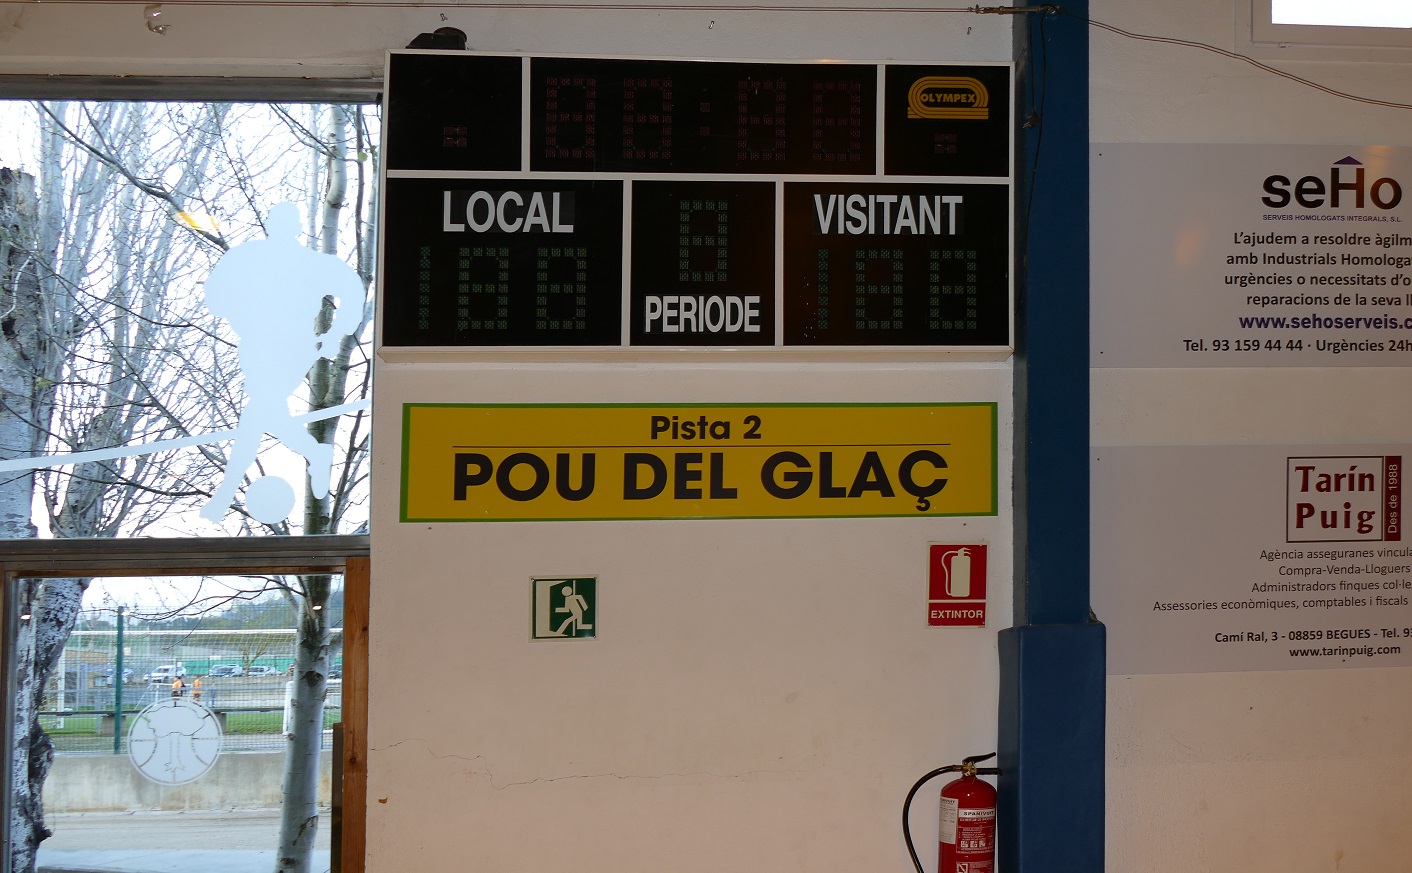 OLYMPEX
LOCAL
VISITANT
PERIODE
Pista 2
POU DEL GLAÇ
EXTINTOR
seHo
SERVEIS HOMOLOGATS INTEGRALS, S.L.
L'ajudem a resoldre àgilm
amb Industrials Homologa
urgències o necessitats d'o
reparacions de la seva ll
www.sehoserveis.c
Tel. 93 159 44 44 · Urgències 24h
Tarín
Puig
Des de 1988
Agència asseguranes vincula
Compra-Venda-Lloguers
Administradors finques col·le
Assessories econòmiques, comptables i fiscals
Camí Ral, 3 - 08859 BEGUES - Tel. 93
www.tarinpuig.com